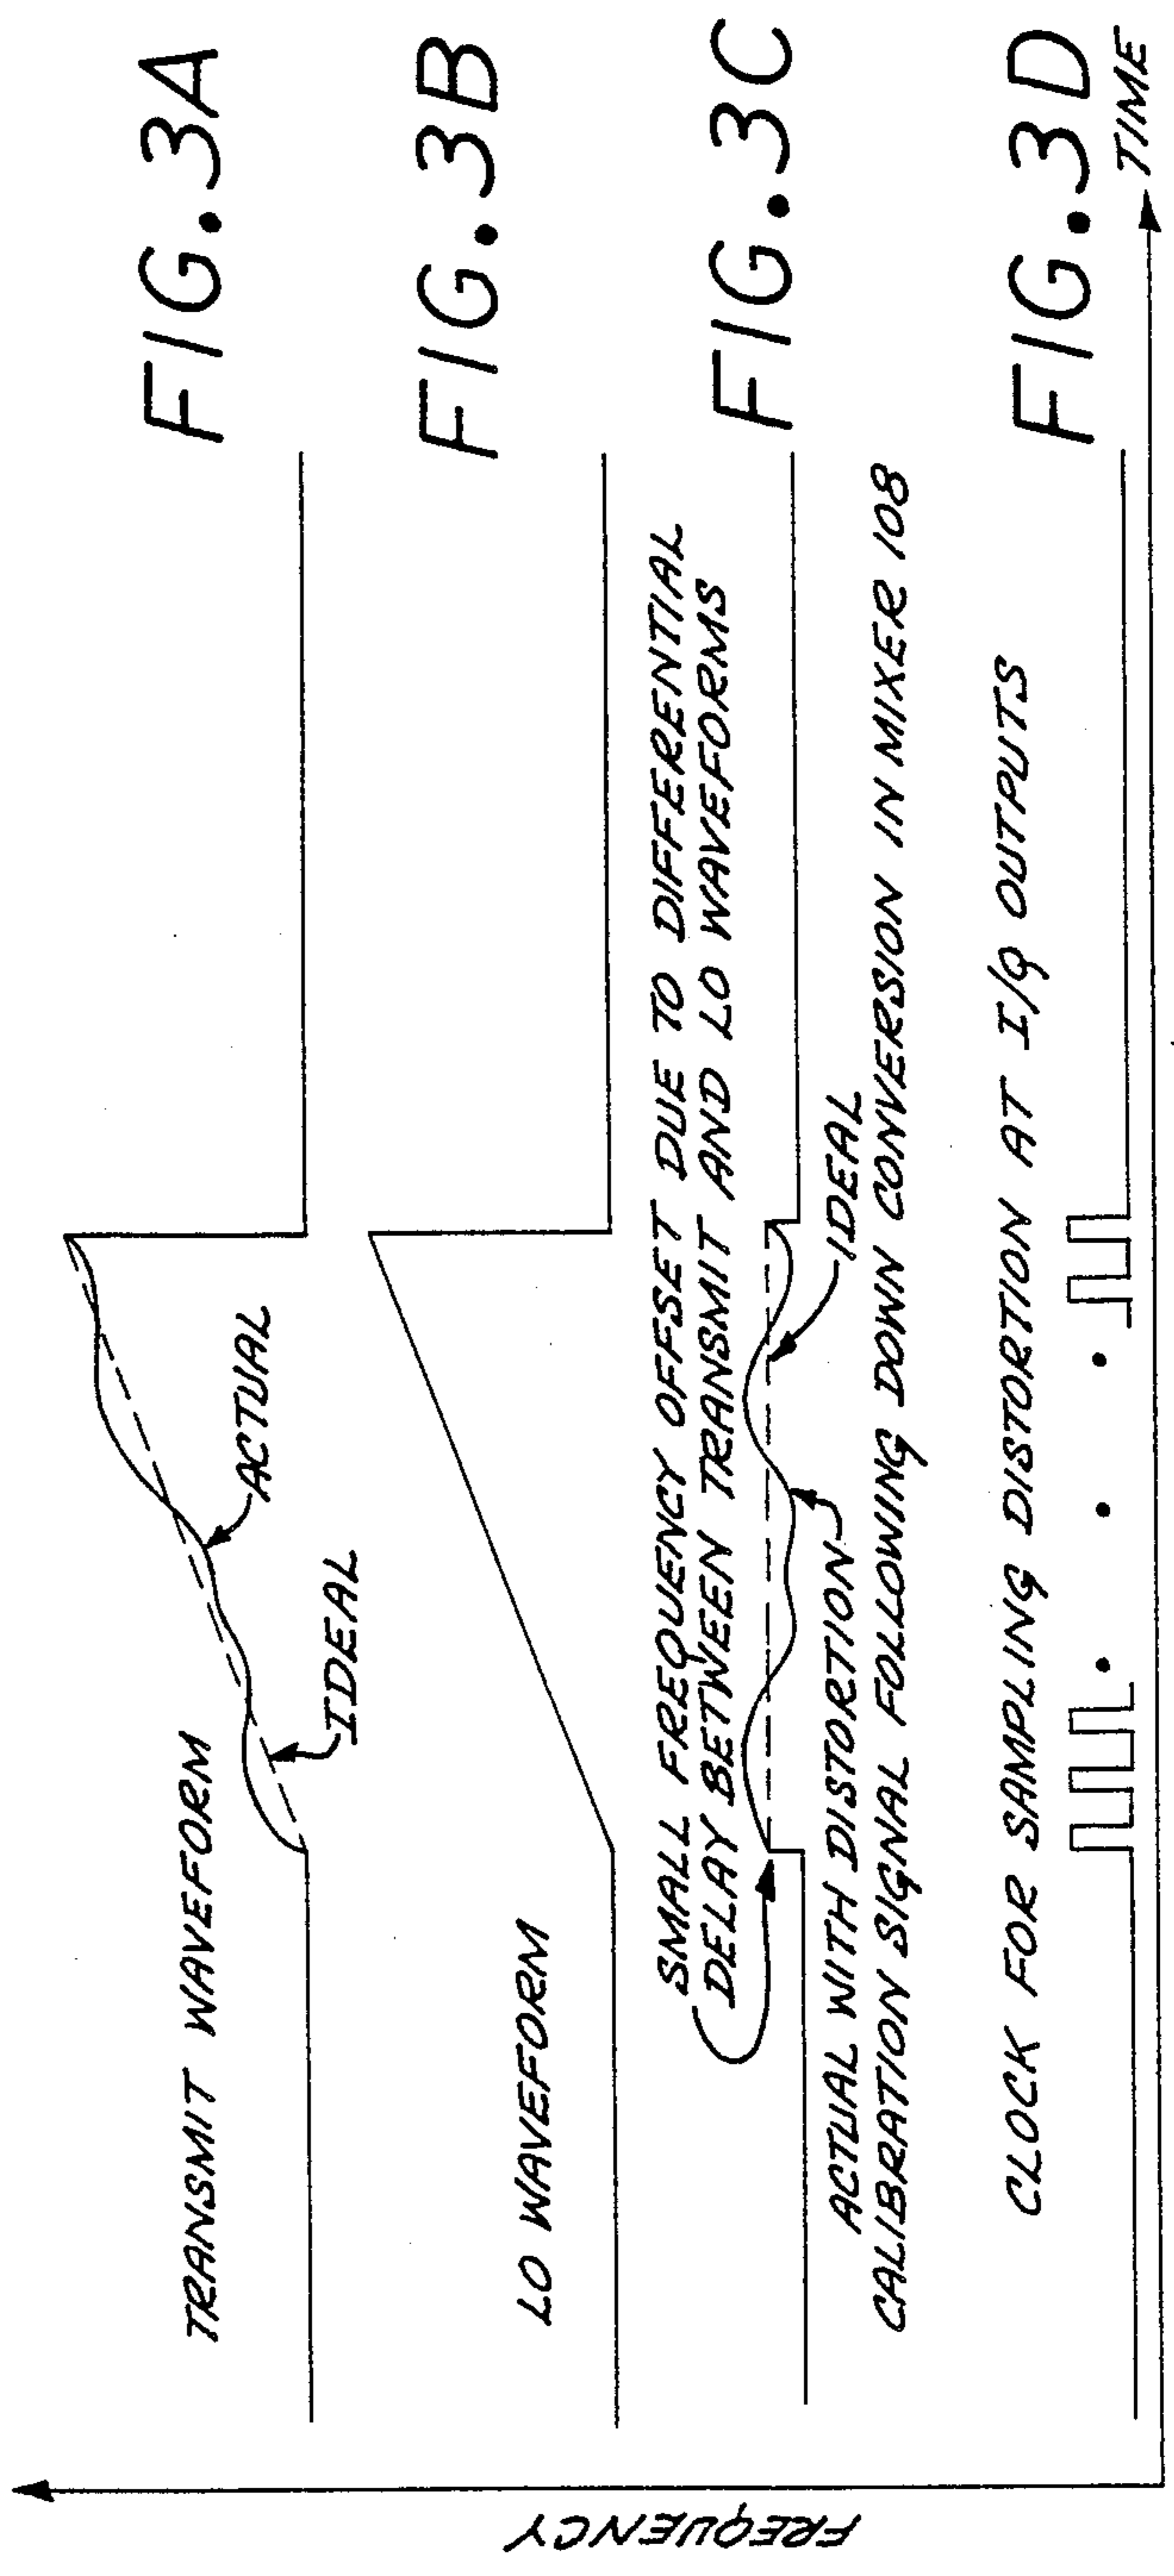 TRANSMIT WAVEFORM
ACTUAL
IDEAL
FIG.3A
LO WAVEFORM
FIG.3B
SMALL FREQUENCY OFFSET DUE TO DIFFERENTIAL
DELAY BETWEEN TRANSMIT AND LO WAVEFORMS
IDEAL
FIG.3C
ACTUAL WITH DISTORTION
CALIBRATION SIGNAL FOLLOWING DOWN CONVERSION IN MIXER 108
CLOCK FOR SAMPLING DISTORTION AT I/Q OUTPUTS
FIG.3D
TIME
FREQUENCY